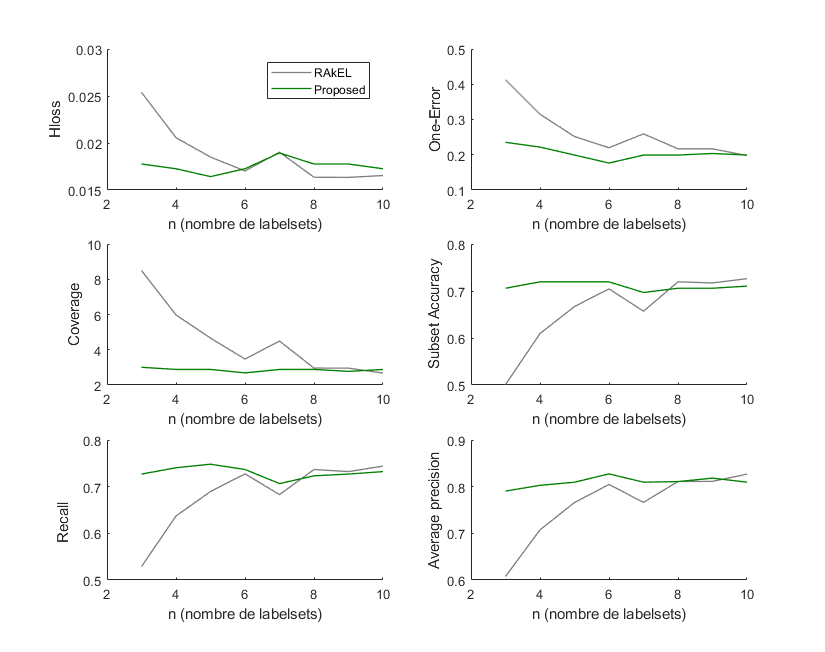 0.03
0.025
0.02
0.015
Hloss
2 4 6 8 10
n (nombre de labelsets)
RAkEL
Proposed
0.5
0.4
0.3
0.2
0.1
One-Error
2 4 6 8 10
n (nombre de labelsets)
10
8
6
4
2
Coverage
2 4 6 8 10
n (nombre de labelsets)
0.8
0.7
0.6
0.5
Subset Accuracy
2 4 6 8 10
n (nombre de labelsets)
0.8
0.7
0.6
0.5
Recall
2 4 6 8 10
n (nombre de labelsets)
0.9
0.8
0.7
0.6
Average precision
2 4 6 8 10
n (nombre de labelsets)